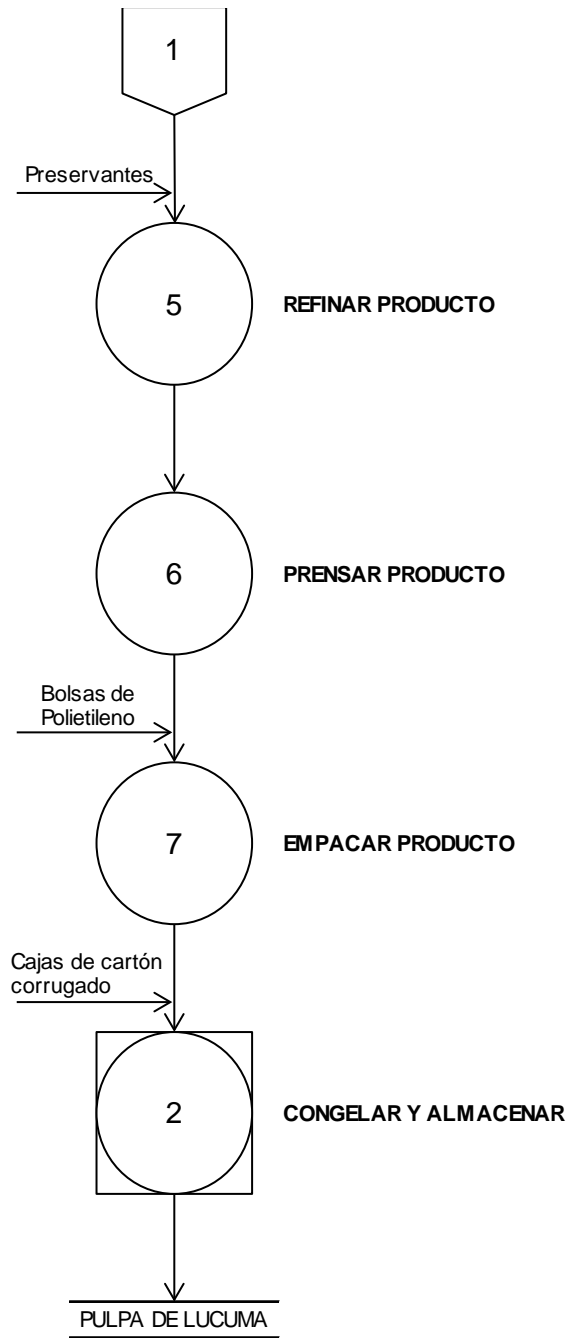 1
Preservantes
5
REFINAR PRODUCTO
6
PRENSAR PRODUCTO
Bolsas de
Polietileno
7
EMPACAR PRODUCTO
Cajas de cartón
corrugado
2
CONGELAR Y ALMACENAR
PULPA DE LUCUMA